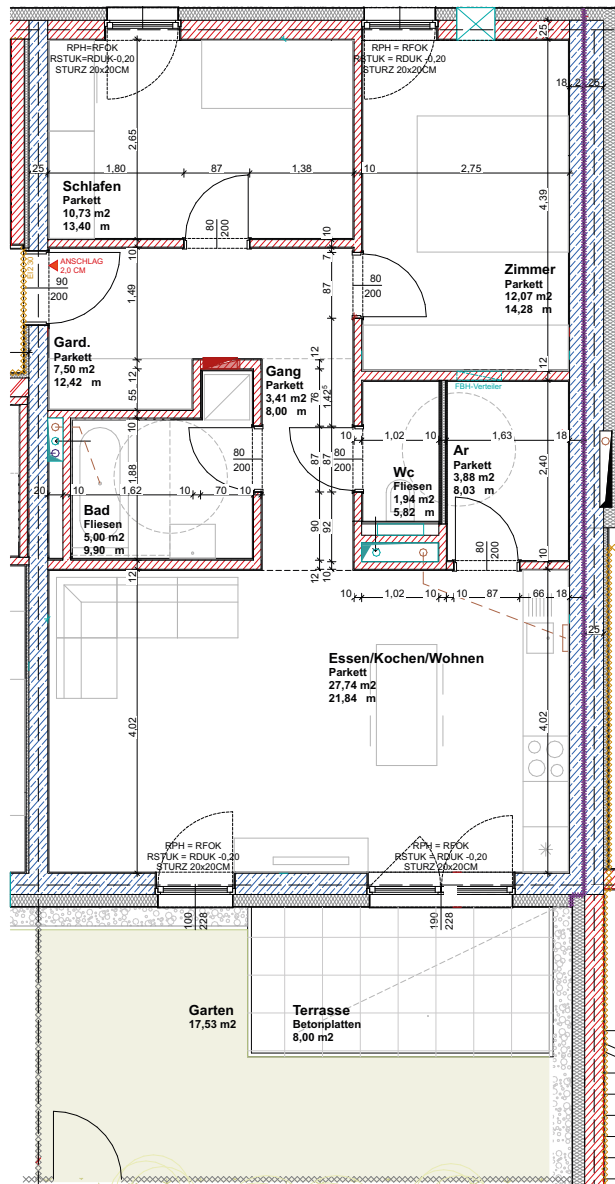 RPH=RFOK
RSTUK=RDUK-0,20
STURZ 20x20CM
RPH = RFOK
RSTUK = RDUK -0,20
STURZ 20x20CM
25
18 2 25
2,65
25 1,80 87 1,38 10 2,75
Schlafen
Parkett
10,73 m2
13,40 m
4,39
80
200
10
7
ANSCHLAG
2,0 CM
EI2 30
90
200
10
1,49
87
80
200
Zimmer
Parkett
12,07 m2
14,28 m
Gard.
Parkett
7,50 m2
12,42 m
12
55
12
76
1,42⁵
Gang
Parkett
3,41 m2
8,00 m
12
FBH-Verteiler
10
1,88
80
200
87
87
80
200
10 1,02 10 1,63 18
Ar
Parkett
3,88 m2
8,03 m
2,40
Wc
Fliesen
1,94 m2
5,82 m
20 10 1,62 10 70 10
Bad
Fliesen
5,00 m2
9,90 m
90
92
80
200
10
12
12
10
10 1,02 10 10 87 66 18
25
Essen/Kochen/Wohnen
Parkett
27,74 m2
21,84 m
4,02
4,02
RPH = RFOK
RSTUK = RDUK -0,20
STURZ 20x20CM
RPH = RFOK
RSTUK = RDUK -0,20
STURZ 20x20CM
100
228
190
228
Garten
17,53 m2
Terrasse
Betonplatten
8,00 m2